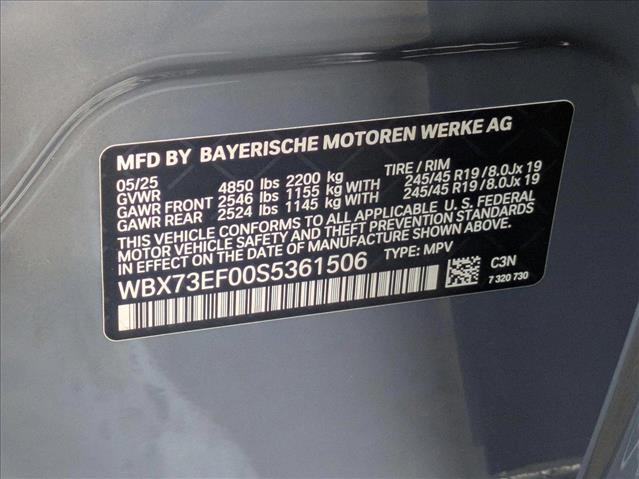 MFD BY BAYERISCHE MOTOREN WERKE AG
05/25 TIRE / RIM
GVWR 4850 lbs 2200 kg
GAWR FRONT 2546 lbs 1155 kg WITH 245/45 R19 / 8.0Jx 19
GAWR REAR 2524 lbs 1145 kg WITH 245/45 R19 / 8.0Jx 19
THIS VEHICLE CONFORMS TO ALL APPLICABLE U. S. FEDERAL
MOTOR VEHICLE SAFETY AND THEFT PREVENTION STANDARDS
IN EFFECT ON THE DATE OF MANUFACTURE SHOWN ABOVE.
WBX73EF00S5361506 TYPE: MPV
C3N
7 320 730